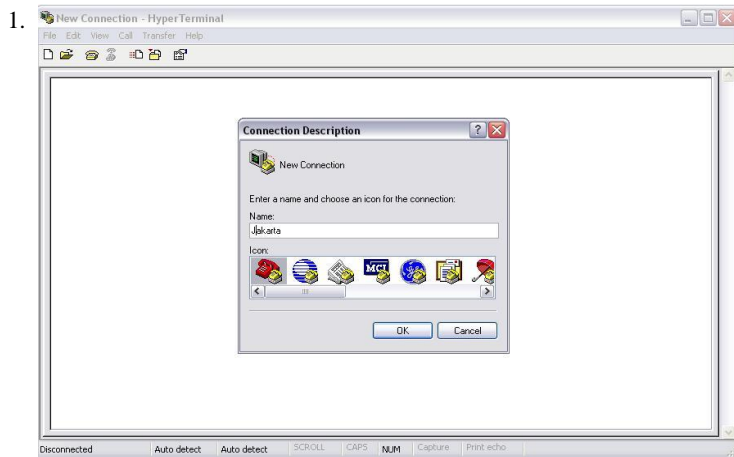 1.
New Connection - HyperTerminal
File Edit View Call Transfer Help
Connection Description
New Connection
Enter a name and choose an icon for the connection:
Name:
Jakarta
Icon:
MCI
OK Cancel
Disconnected Auto detect Auto detect SCROLL CAPS NUM Capture Print echo